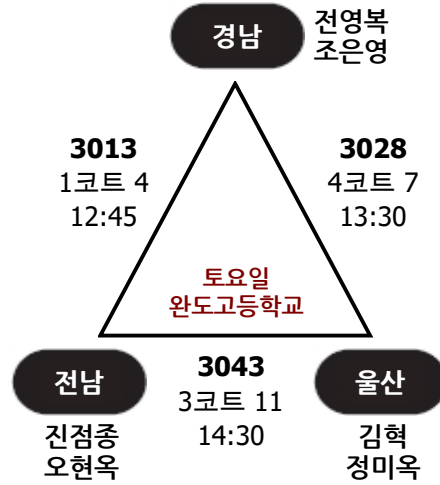 경남
전영복
조은영
3013
1코트 4
12:45
3028
4코트 7
13:30
토요일
완도고등학교
전남
진점종
오현옥
3043
3코트 11
14:30
울산
김혁
정미옥